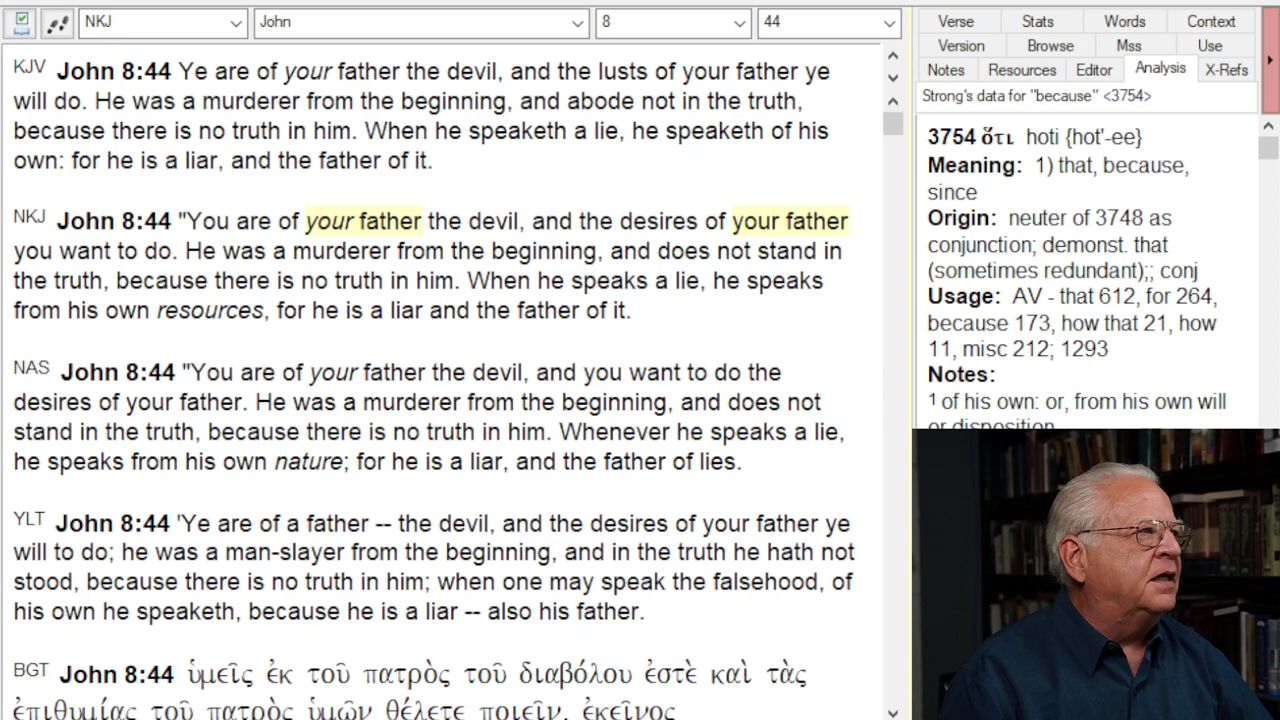 NKJ John 8 44
KJV John 8:44 Ye are of your father the devil, and the lusts of your father ye
will do. He was a murderer from the beginning, and abode not in the truth,
because there is no truth in him. When he speaketh a lie, he speaketh of his
own: for he is a liar, and the father of it.
NKJ John 8:44 "You are of your father the devil, and the desires of your father
you want to do. He was a murderer from the beginning, and does not stand in
the truth, because there is no truth in him. When he speaks a lie, he speaks
from his own resources, for he is a liar and the father of it.
NAS John 8:44 "You are of your father the devil, and you want to do the
desires of your father. He was a murderer from the beginning, and does not
stand in the truth, because there is no truth in him. Whenever he speaks a lie,
he speaks from his own nature; for he is a liar, and the father of lies.
YLT John 8:44 'Ye are of a father -- the devil, and the desires of your father ye
will to do; he was a man-slayer from the beginning, and in the truth he hath not
stood, because there is no truth in him; when one may speak the falsehood, of
his own he speaketh, because he is a liar -- also his father.
BGT John 8:44 ὑμεῖς ἐκ τοῦ πατρὸς τοῦ διαβόλου ἐστὲ καὶ τὰς
ἐπιθυμίας τοῦ πατρὸς ὑμῶν θέλετε ποιεῖν. ἐκεῖνος
Verse Stats Words Context
Version Browse Mss Use
Notes Resources Editor Analysis X-Refs
Strong's data for "because" <3754>
3754 ὅτι hoti {hot'-ee}
Meaning: 1) that, because,
since
Origin: neuter of 3748 as
conjunction; demonst. that
(sometimes redundant);; conj
Usage: AV - that 612, for 264,
because 173, how that 21, how
11, misc 212; 1293
Notes:
1 of his own: or, from his own will
or disposition